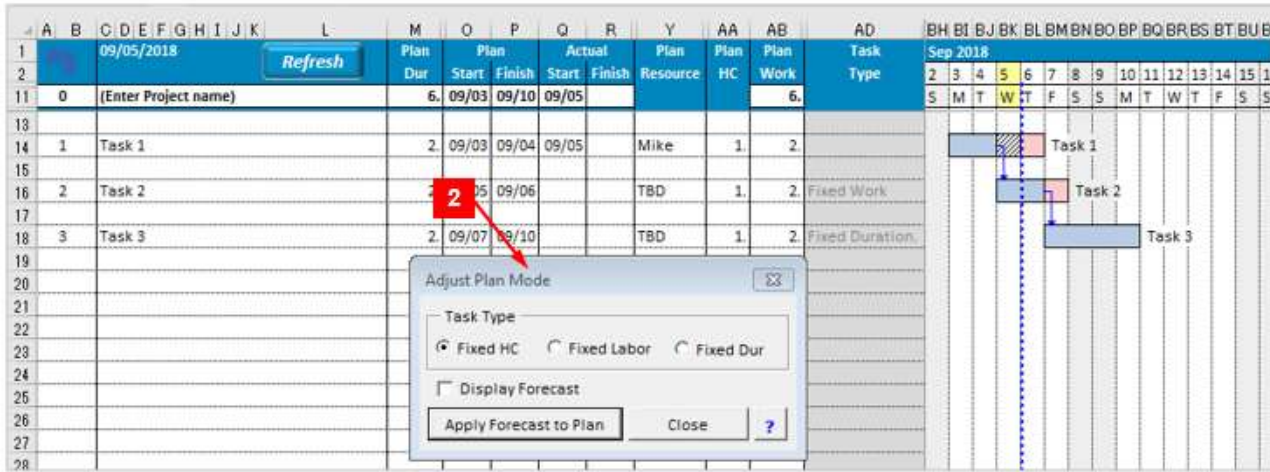 A B C D E F G H I J K L M O P Q R Y AA AB AD BH BI BJ BK BL BM BN BO BP BQ BR BS BT BU
1 09/05/2018 Refresh Plan Plan Actual Plan Plan Plan Task Sep 2018
2 Dur Start Finish Start Finish Resource HC Work Type 2 3 4 5 6 7 8 9 10 11 12 13 14 15 1
11 0 (Enter Project name) 6. 09/03 09/10 09/05 6. S M T W T F S S M T W T F S S
13
14 1 Task 1 2. 09/03 09/04 09/05 Mike 1. 2. Task 1
15
16 2 Task 2 2 05 09/06 TBD 1. 2. Fixed Work Task 2
2
17
18 3 Task 3 2. 09/07 09/10 TBD 1. 2. Fixed Duration. Task 3
19
20 Adjust Plan Mode
21 Task Type
22
23 Fixed HC Fixed Labor Fixed Dur
24
25 Display Forecast
26 Apply Forecast to Plan Close ?
27
28